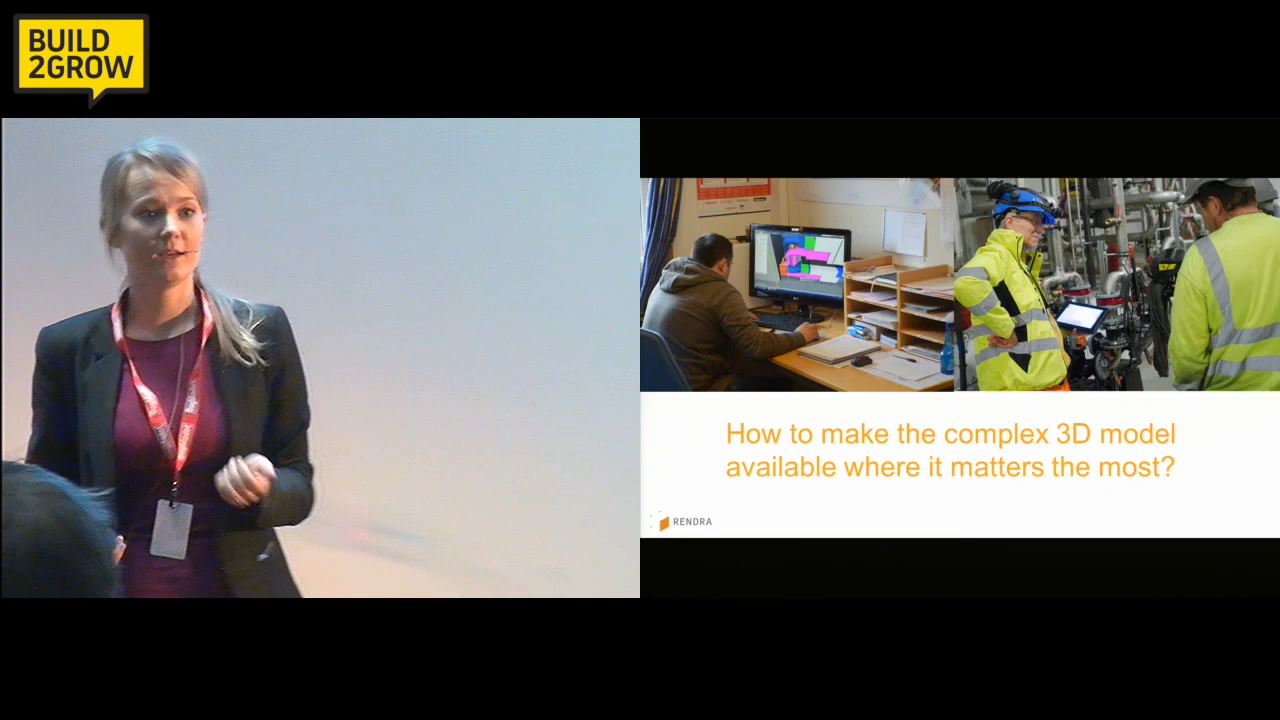 BUILD
2GROW
How to make the complex 3D model
available where it matters the most?
RENDRA